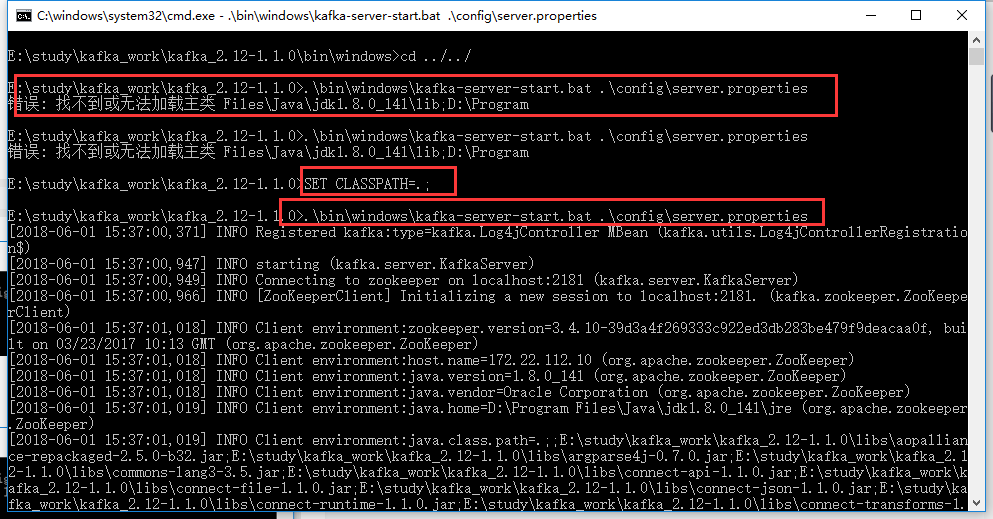 C:\windows\system32\cmd.exe - .\bin\windows\kafka-server-start.bat .\config\server.properties
E:\study\kafka_work\kafka_2.12-1.1.0\bin\windows>cd ../../
E:\study\kafka_work\kafka_2.12-1.1.0>.\bin\windows\kafka-server-start.bat .\config\server.properties
错误: 找不到或无法加载主类 Files\Java\jdk1.8.0_141\lib;D:\Program
E:\study\kafka_work\kafka_2.12-1.1.0>.\bin\windows\kafka-server-start.bat .\config\server.properties
错误: 找不到或无法加载主类 Files\Java\jdk1.8.0_141\lib;D:\Program
E:\study\kafka_work\kafka_2.12-1.1.0>SET CLASSPATH=.;
E:\study\kafka_work\kafka_2.12-1.1.0>.\bin\windows\kafka-server-start.bat .\config\server.properties
[2018-06-01 15:37:00,371] INFO Registered kafka:type=kafka.Log4jController MBean (kafka.utils.Log4jControllerRegistratio
n$)
[2018-06-01 15:37:00,947] INFO starting (kafka.server.KafkaServer)
[2018-06-01 15:37:00,949] INFO Connecting to zookeeper on localhost:2181 (kafka.server.KafkaServer)
[2018-06-01 15:37:00,966] INFO [ZooKeeperClient] Initializing a new session to localhost:2181. (kafka.zookeeper.ZooKeepe
rClient)
[2018-06-01 15:37:01,018] INFO Client environment:zookeeper.version=3.4.10-39d3a4f269333c922ed3db283be479f9deacaa0f, bui
lt on 03/23/2017 10:13 GMT (org.apache.zookeeper.ZooKeeper)
[2018-06-01 15:37:01,018] INFO Client environment:host.name=172.22.112.10 (org.apache.zookeeper.ZooKeeper)
[2018-06-01 15:37:01,018] INFO Client environment:java.version=1.8.0_141 (org.apache.zookeeper.ZooKeeper)
[2018-06-01 15:37:01,018] INFO Client environment:java.vendor=Oracle Corporation (org.apache.zookeeper.ZooKeeper)
[2018-06-01 15:37:01,019] INFO Client environment:java.home=D:\Program Files\Java\jdk1.8.0_141\jre (org.apache.zookeeper
.ZooKeeper)
[2018-06-01 15:37:01,019] INFO Client environment:java.class.path=.;;E:\study\kafka_work\kafka_2.12-1.1.0\libs\aopallian
ce-repackaged-2.5.0-b32.jar;E:\study\kafka_work\kafka_2.12-1.1.0\libs\argparse4j-0.7.0.jar;E:\study\kafka_work\kafka_2.1
2-1.1.0\libs\commons-lang3-3.5.jar;E:\study\kafka_work\kafka_2.12-1.1.0\libs\connect-api-1.1.0.jar;E:\study\kafka_work\k
afka_2.12-1.1.0\libs\connect-file-1.1.0.jar;E:\study\kafka_work\kafka_2.12-1.1.0\libs\connect-json-1.1.0.jar;E:\study\ka
fka_work\kafka_2.12-1.1.0\libs\connect-runtime-1.1.0.jar;E:\study\kafka_work\kafka_2.12-1.1.0\libs\connect-transforms-1.